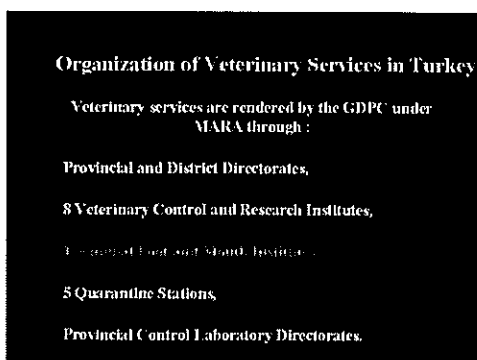 Organization of Veterinary Services in Turkey
Veterinary services are rendered by the GDPC under
MARA through :
Provincial and District Directorates,
8 Veterinary Control and Research Institutes,
and
5 Quarantine Stations,
Provincial Control Laboratory Directorates.